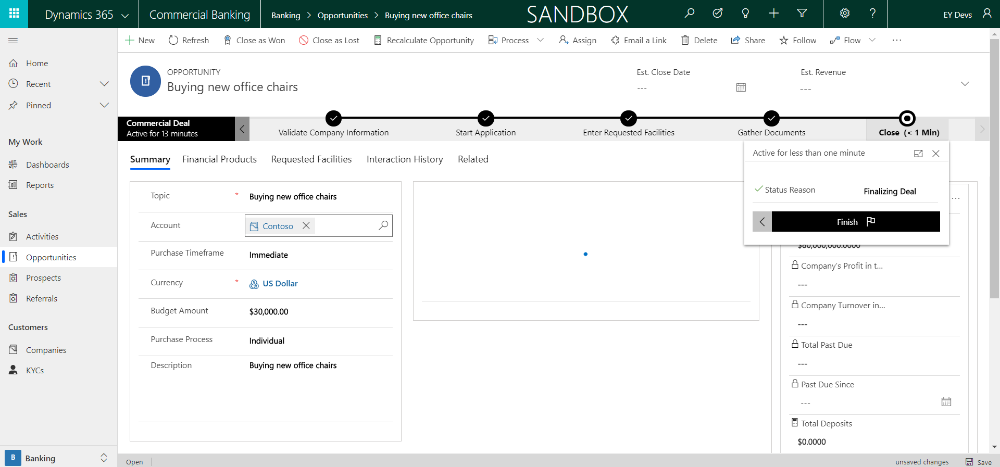 Dynamics 365
Commercial Banking
Banking > Opportunities > Buying new office chairs
SANDBOX
EY Devs
New
Refresh
Close as Won
Close as Lost
Recalculate Opportunity
Process
Assign
Email a Link
Delete
Share
Follow
Flow
Home
Recent
Pinned
My Work
Dashboards
Reports
Sales
Activities
Opportunities
Prospects
Referrals
Customers
Companies
KYCs
B Banking
OPPORTUNITY
Buying new office chairs
Est. Close Date
---
Est. Revenue
---
Commercial Deal
Active for 13 minutes
Validate Company Information
Start Application
Enter Requested Facilities
Gather Documents
Close (< 1 Min)
Summary
Financial Products
Requested Facilities
Interaction History
Related
Active for less than one minute
Status Reason
Finalizing Deal
Finish
Topic * Buying new office chairs
Account Contoso
Purchase Timeframe Immediate
Currency * US Dollar
Budget Amount $30,000.00
Purchase Process Individual
Description Buying new office chairs
$80,000,000.0000
Company's Profit in t...
---
Company Turnover in...
---
Total Past Due
---
Past Due Since
---
Total Deposits
$0.0000
Open
unsaved changes
Save